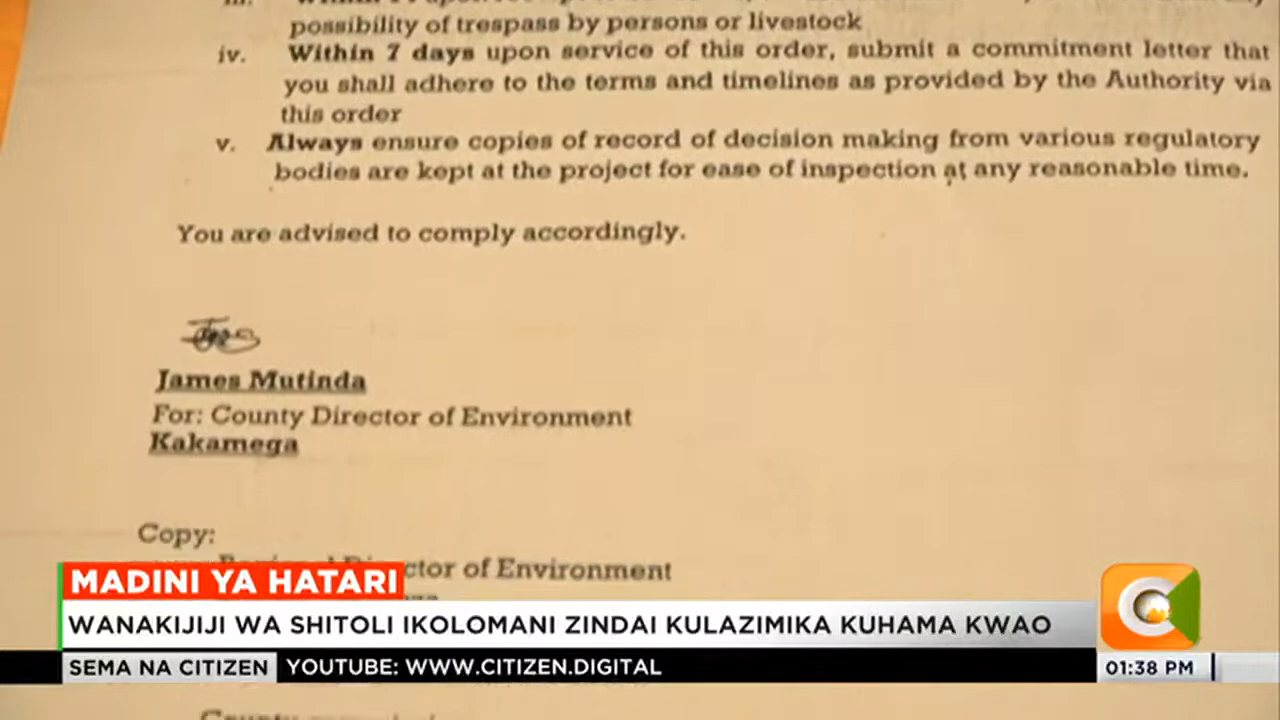 possibility of trespass by persons or livestock
iv. Within 7 days upon service of this order, submit a commitment letter that
you shall adhere to the terms and timelines as provided by the Authority via
this order
v. Always ensure copies of record of decision making from various regulatory
bodies are kept at the project for ease of inspection at any reasonable time.
You are advised to comply accordingly.
James Mutinda
For: County Director of Environment
Kakamega
Copy:
Director of Environment
MADINI YA HATARI
WANAKIJIJI WA SHITOLI IKOLOMANI ZINDAI KULAZIMIKA KUHAMA KWAO
SEMA NA CITIZEN YOUTUBE: WWW.CITIZEN.DIGITAL
01:38 PM
County